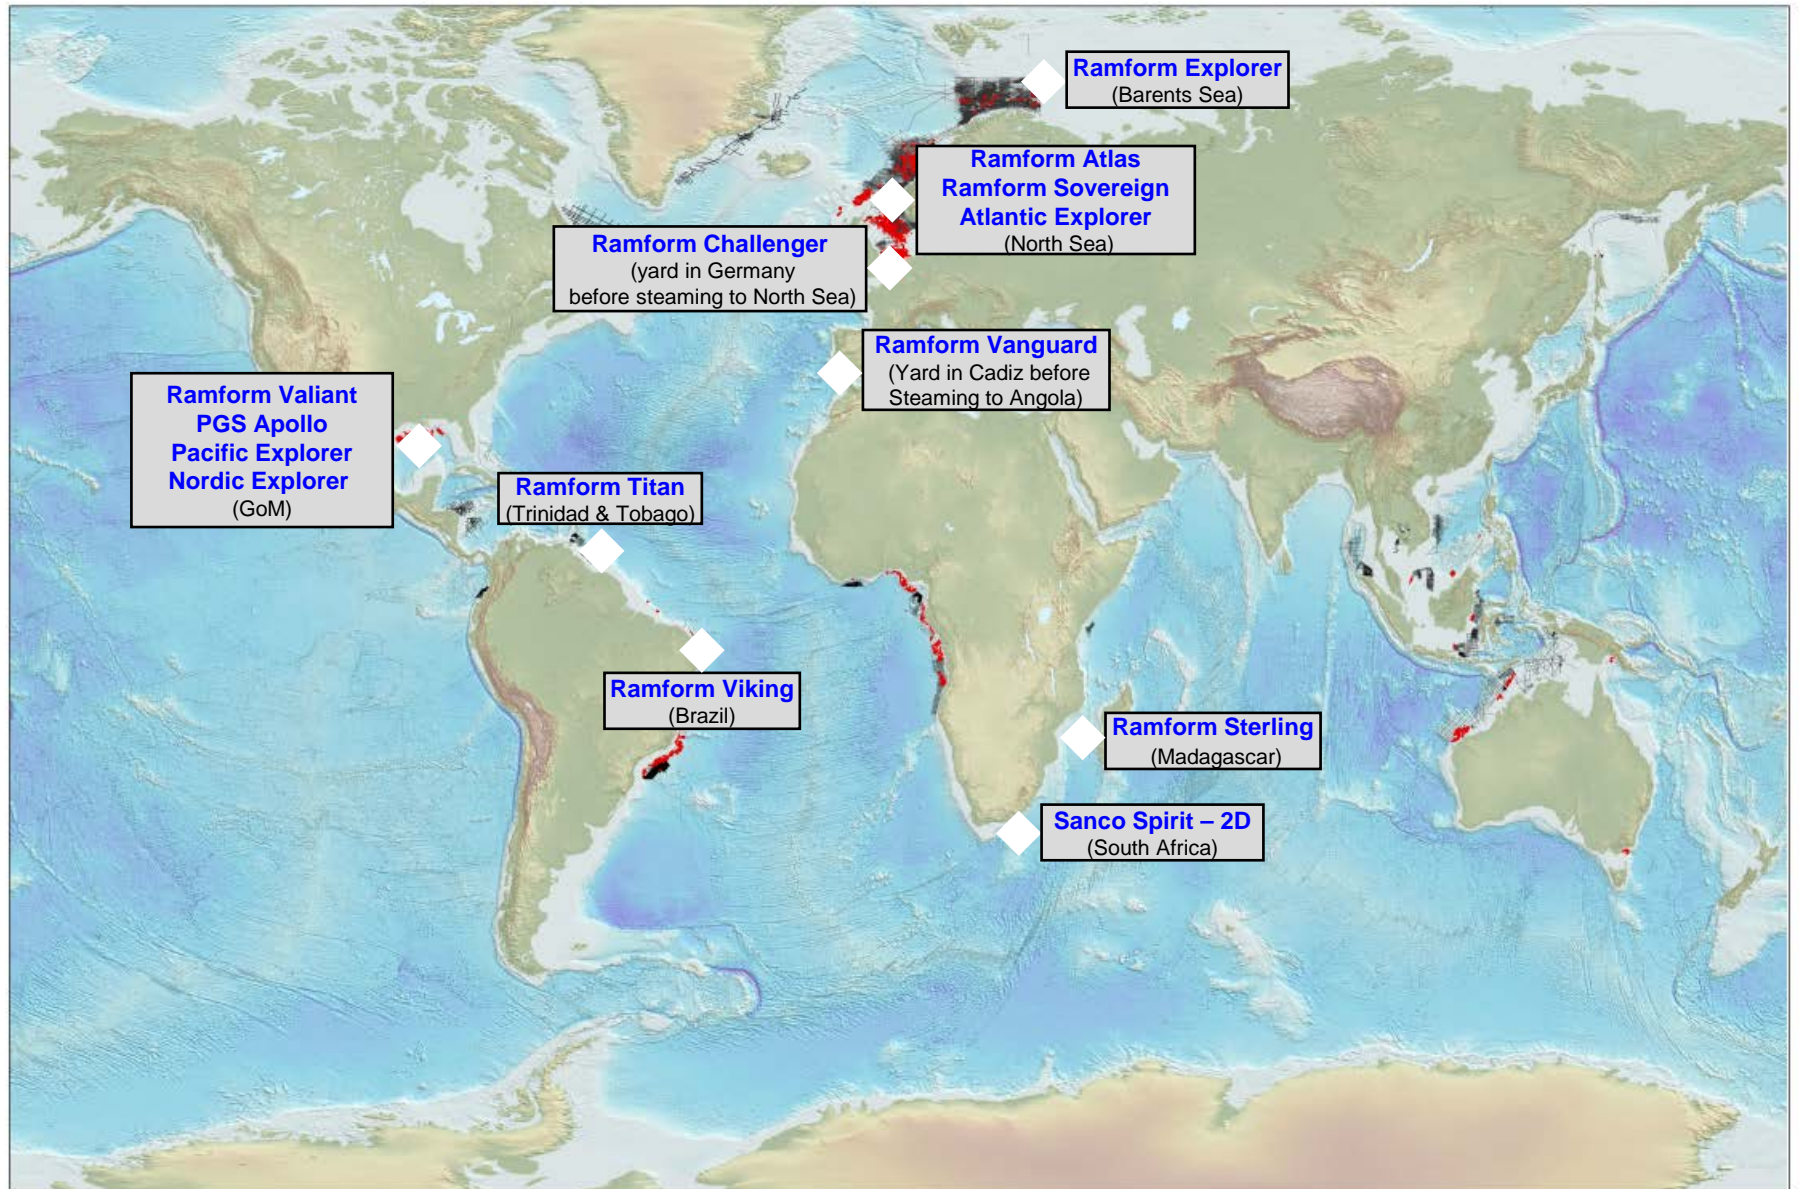 Ramform Explorer
(Barents Sea)
Ramform Atlas
Ramform Sovereign
Atlantic Explorer
(North Sea)
Ramform Challenger
(yard in Germany
before steaming to North Sea)
Ramform Vanguard
(Yard in Cadiz before
Steaming to Angola)
Ramform Valiant
PGS Apollo
Pacific Explorer
Nordic Explorer
(GoM)
Ramform Titan
(Trinidad & Tobago)
Ramform Viking
(Brazil)
Ramform Sterling
(Madagascar)
Sanco Spirit – 2D
(South Africa)